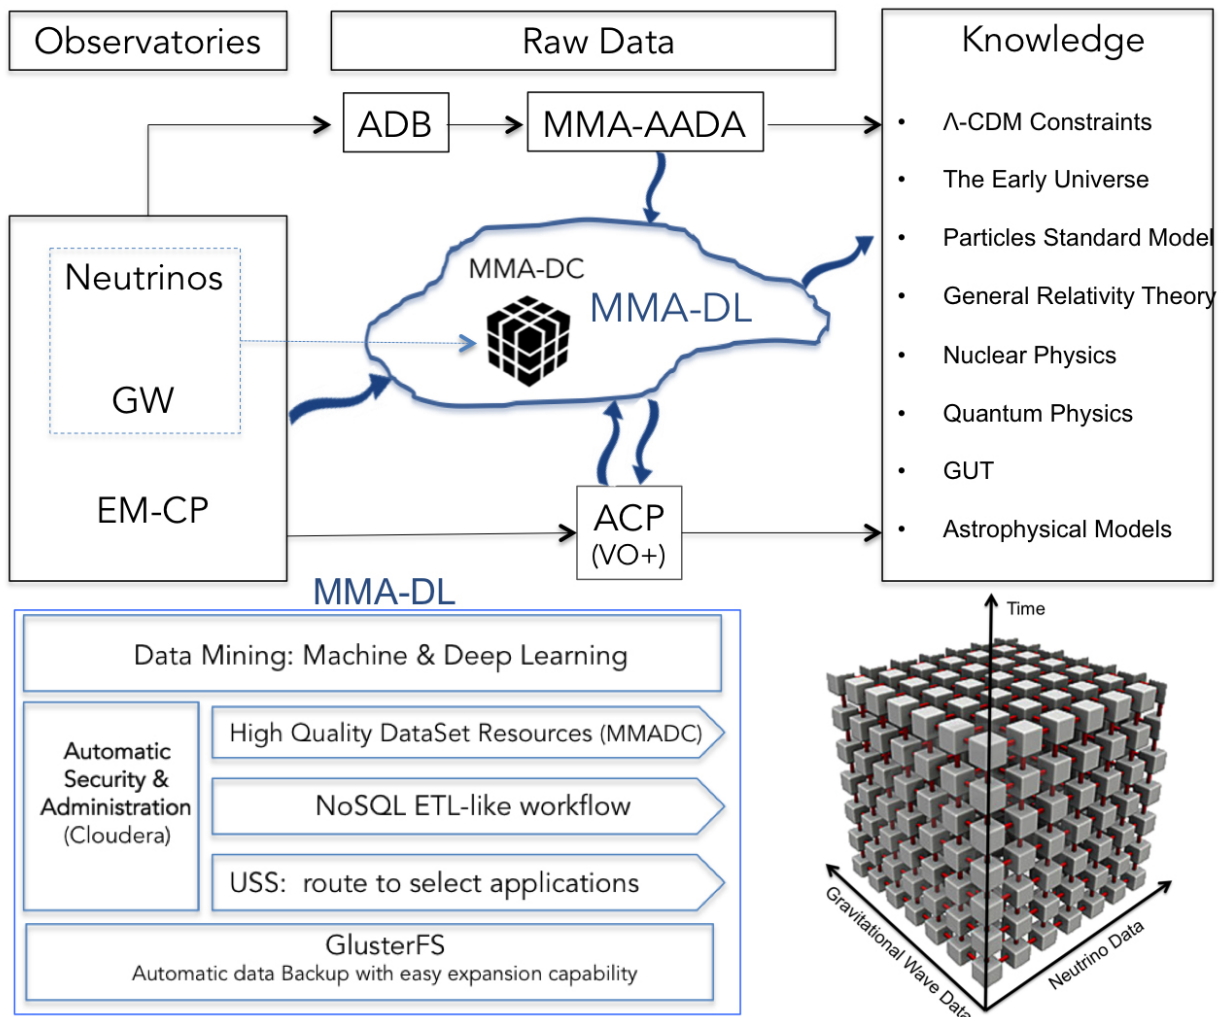 Observatories
Raw Data
Knowledge
ADB
MMA-AADA
• Λ-CDM Constraints
• The Early Universe
• Particles Standard Model
• General Relativity Theory
• Nuclear Physics
• Quantum Physics
• GUT
• Astrophysical Models
Neutrinos
GW
EM-CP
MMA-DC
MMA-DL
ACP
(VO+)
MMA-DL
Data Mining: Machine & Deep Learning
Automatic
Security &
Administration
(Cloudera)
High Quality DataSet Resources (MMADC)
NoSQL ETL-like workflow
USS: route to select applications
GlusterFS
Automatic data Backup with easy expansion capability
Time
Gravitational Wave Data
Neutrino Data